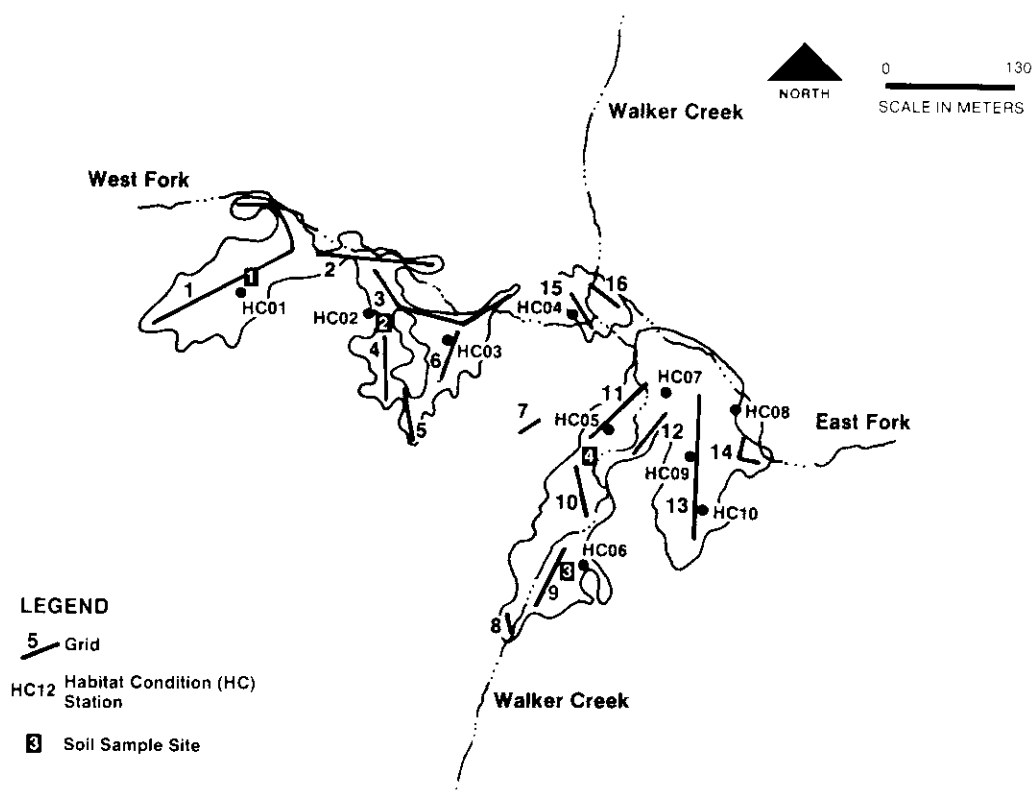 0 130
NORTH
SCALE IN METERS
Walker Creek
West Fork
1
1
HC01
2
3
HC02
2
4
HC03
6
5
15
16
HC04
7
11
HC07
HC05
12
HC08
East Fork
4
HC09
14
10
13
HC10
HC06
3
9
8
Walker Creek
LEGEND
5 Grid
HC12 Habitat Condition (HC)
Station
3 Soil Sample Site